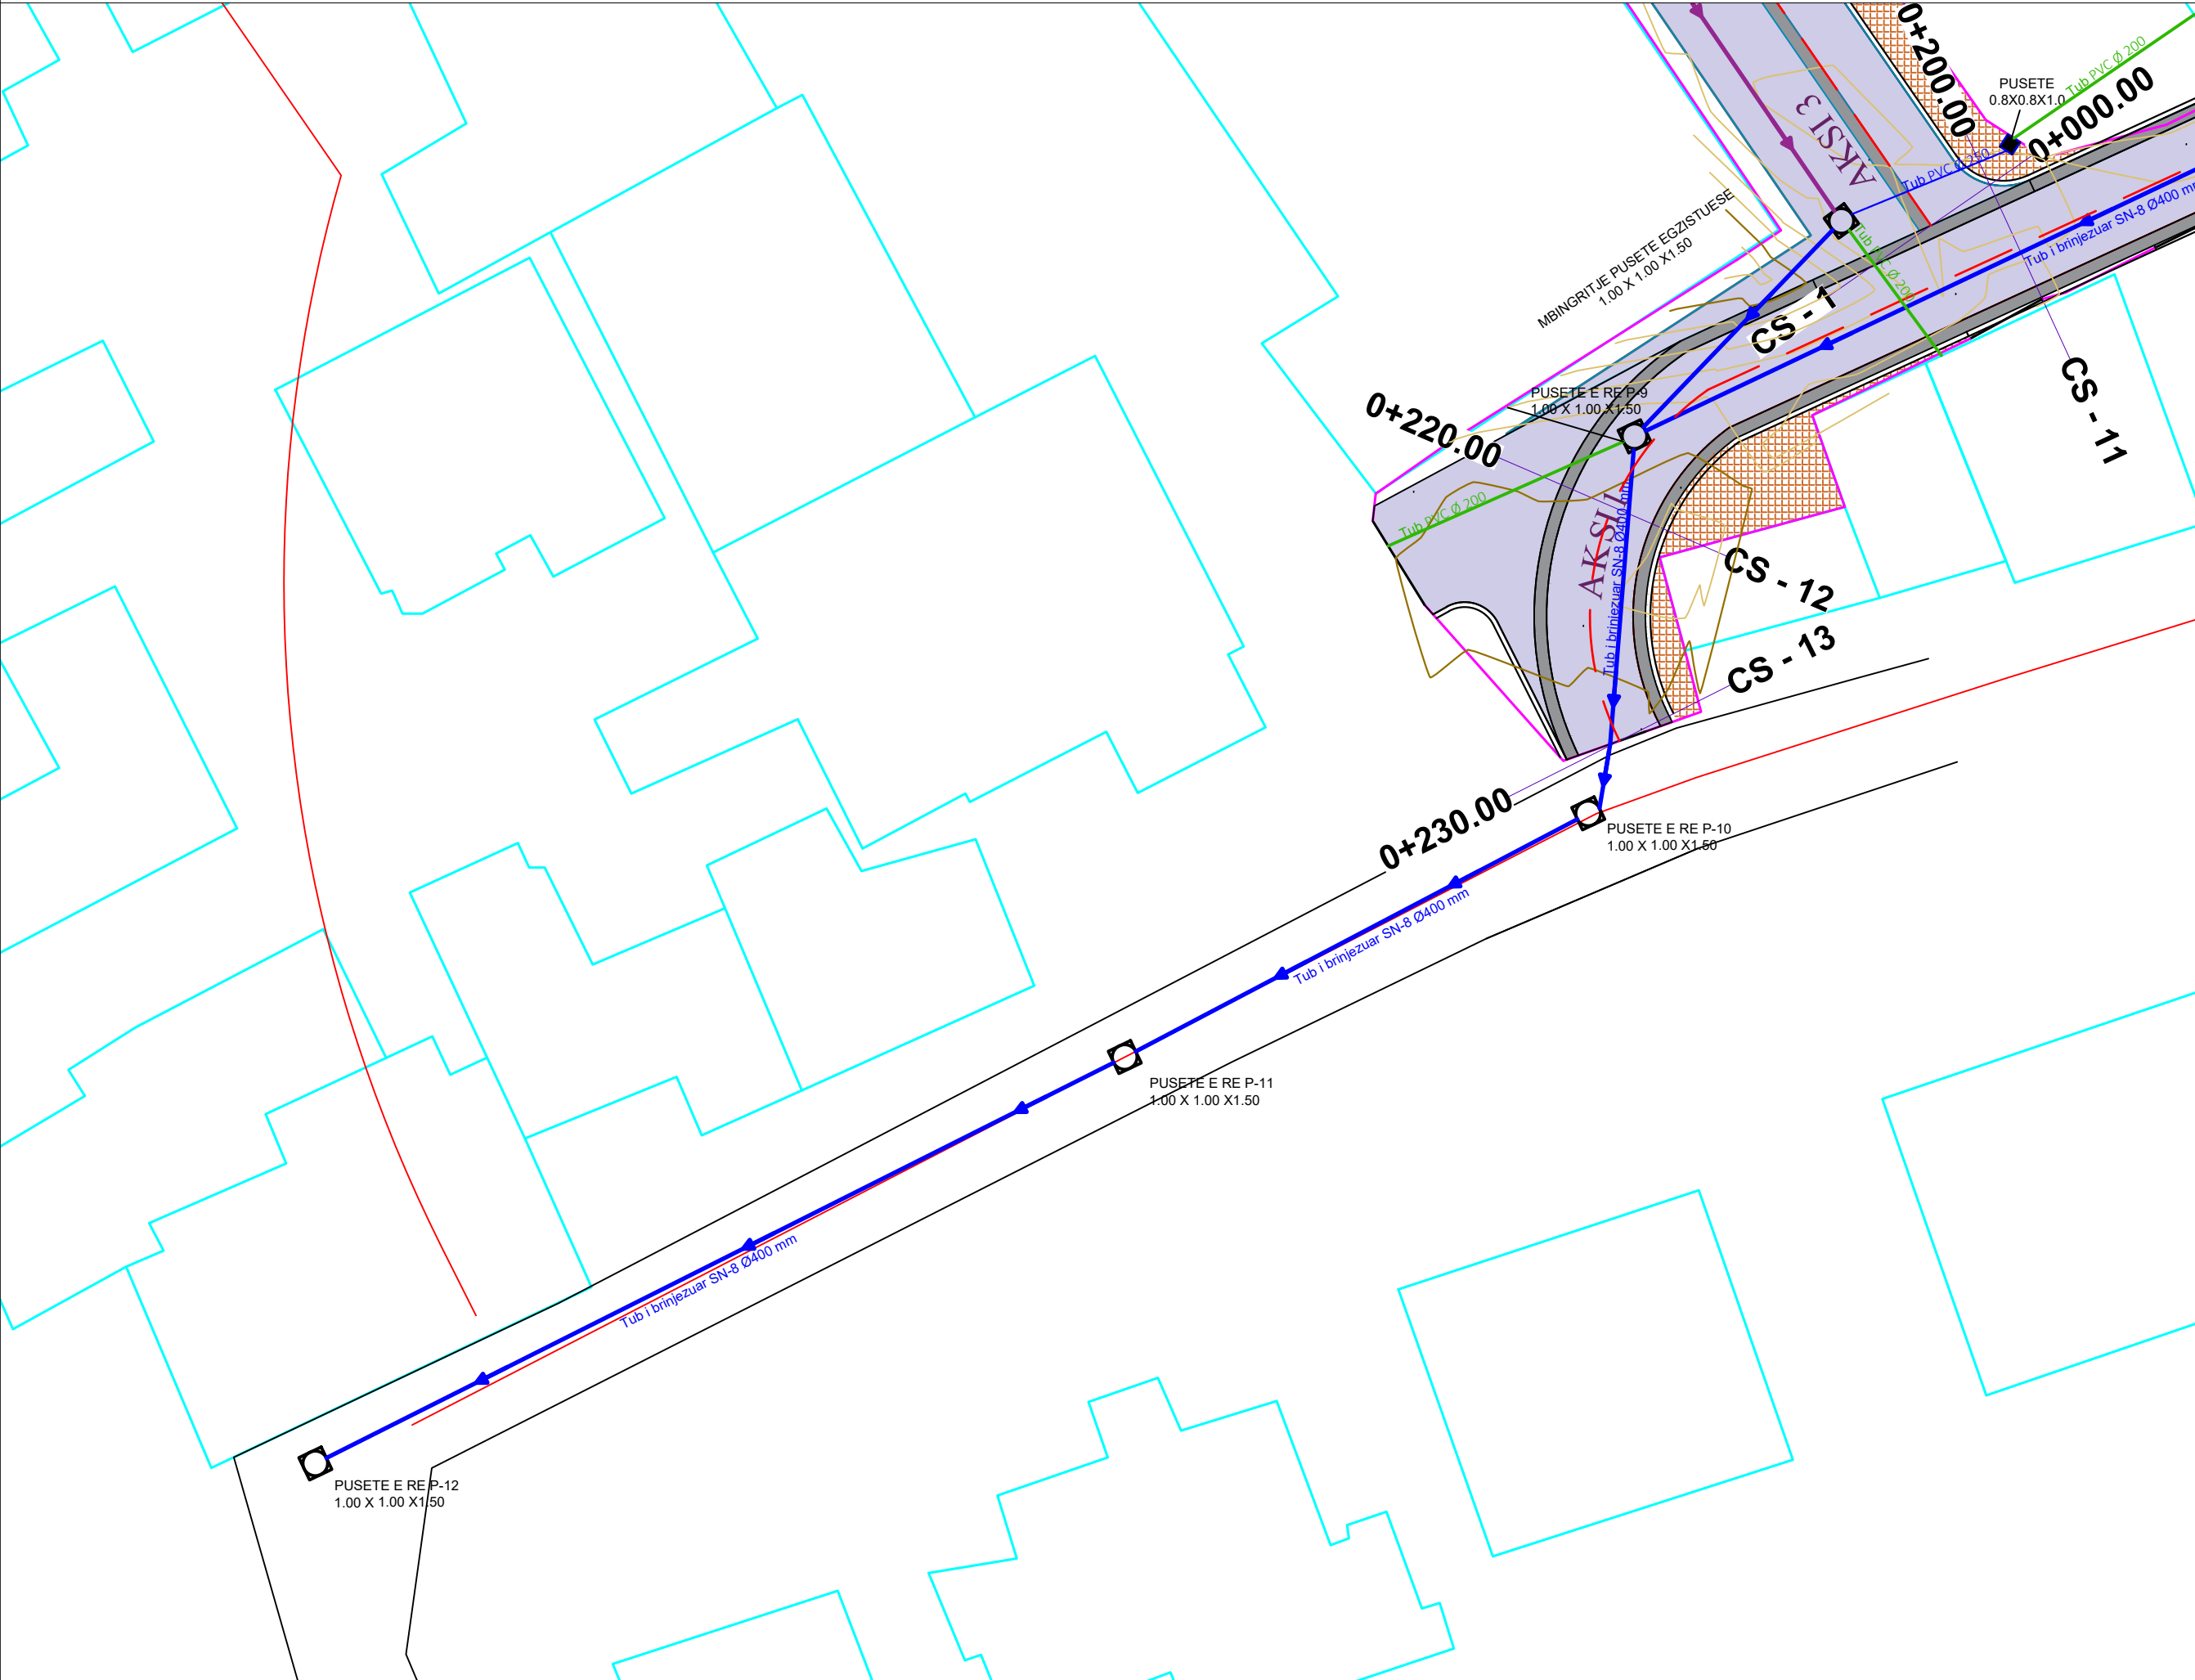 0+200.00
PUSETE
0.8X0.8X1.0
Tub PVC Ø 200
0+000.00
AKSI 3
Tub PVC Ø 250
Tub i brinjezuar SN-8 Ø400 mm
MBINGRITJE PUSETE EGZISTUESE
1.00 X 1.00 X1.50
Tub PVC Ø 200
CS - 1
CS - 11
PUSETE E RE P-9
1.00 X 1.00 X1.50
0+220.00
Tub PVC Ø 200
AKSI
Tub i brinjezuar SN-8 Ø400 mm
CS - 12
CS - 13
0+230.00
PUSETE E RE P-10
1.00 X 1.00 X1.50
Tub i brinjezuar SN-8 Ø400 mm
PUSETE E RE P-11
1.00 X 1.00 X1.50
Tub i brinjezuar SN-8 Ø400 mm
PUSETE E RE P-12
1.00 X 1.00 X1.50